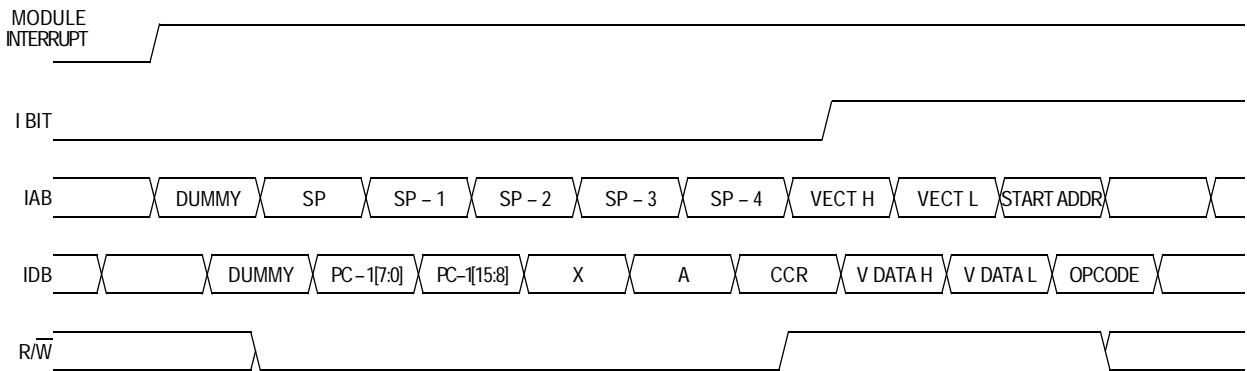 MODULE
INTERRUPT
I BIT
IAB DUMMY SP SP – 1 SP – 2 SP – 3 SP – 4 VECT H VECT L START ADDR
IDB DUMMY PC – 1[7:0] PC–1[15:8] X A CCR V DATA H V DATA L OPCODE
R/W̅